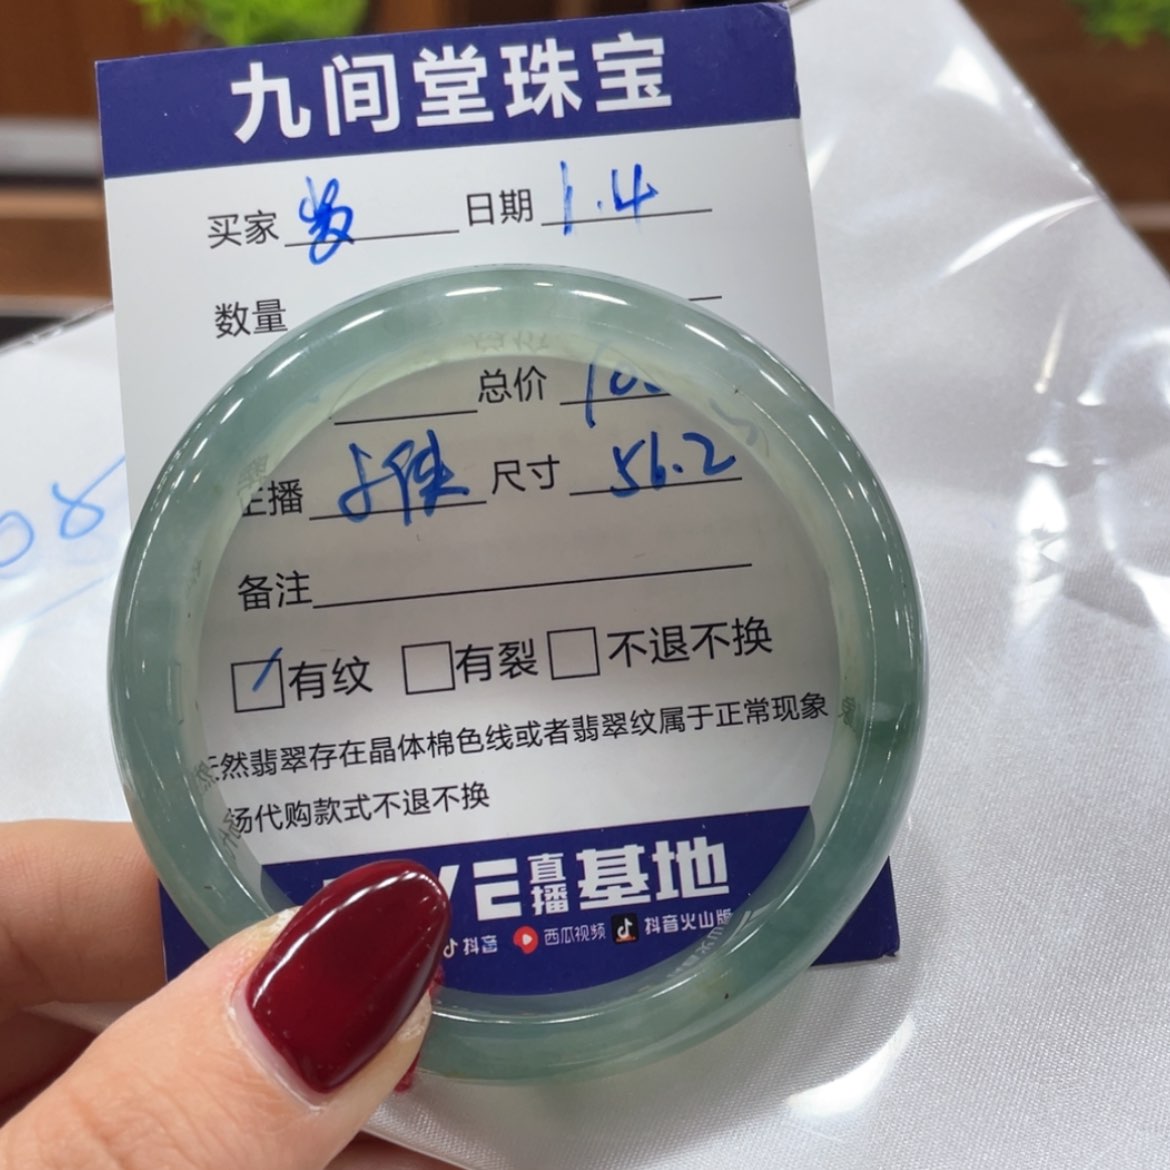 九间堂珠宝
买家 日期 1.4
数量
总价
主播 尺寸 56.2
备注
有纹 有裂 不退不换
天然翡翠存在晶体棉色线或者翡翠纹属于正常现象
场代购款式不退不换
直播基地
抖音 西瓜视频 抖音火山版